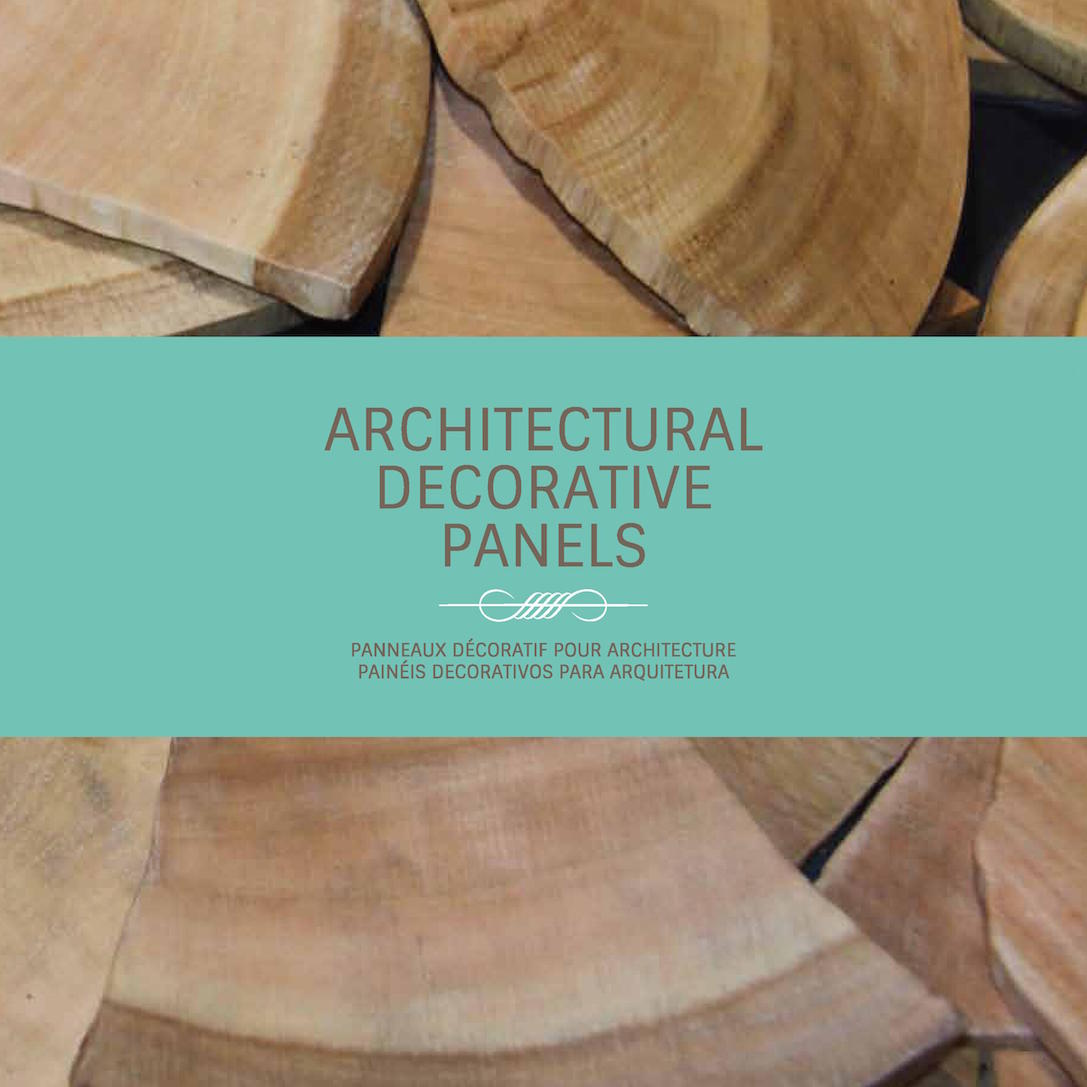 ARCHITECTURAL
DECORATIVE
PANELS
PANNEAUX DÉCORATIF POUR ARCHITECTURE
PAINÉIS DECORATIVOS PARA ARQUITETURA